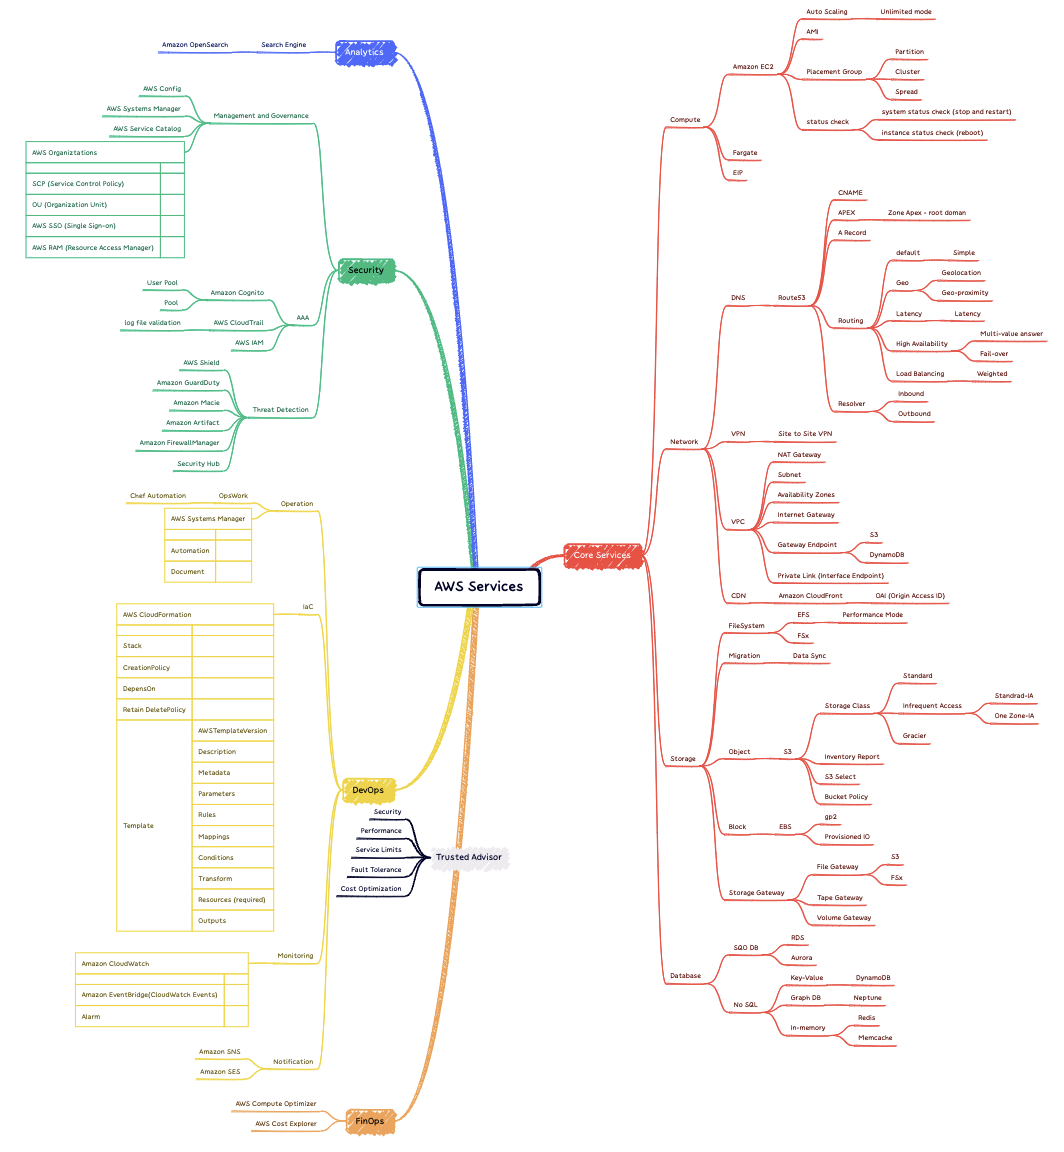 AWS Services
Analytics
Search Engine
Amazon OpenSearch
Security
Management and Governance
AWS Config
AWS Systems Manager
AWS Service Catalog
AWS Organiztations
SCP (Service Control Policy)
OU (Organization Unit)
AWS SSO (Single Sign-on)
AWS RAM (Resource Access Manager)
AAA
Amazon Cognito
User Pool
Pool
AWS CloudTrail
log file validation
AWS IAM
Threat Detection
AWS Shield
Amazon GuardDuty
Amazon Macie
Amazon Artifact
Amazon FirewallManager
Security Hub
DevOps
Operation
OpsWork
Chef Automation
AWS Systems Manager
Automation
Document
IaC
AWS CloudFormation
Stack
CreationPolicy
DepensOn
Retain DeletePolicy
Template
AWSTemplateVersion
Description
Metadata
Parameters
Rules
Mappings
Conditions
Transform
Resources (required)
Outputs
Monitoring
Amazon CloudWatch
Amazon EventBridge(CloudWatch Events)
Alarm
Notification
Amazon SNS
Amazon SES
Trusted Advisor
Security
Performance
Service Limits
Fault Tolerance
Cost Optimization
FinOps
AWS Compute Optimizer
AWS Cost Explorer
Core Services
Compute
Amazon EC2
Auto Scaling
Unlimited mode
AMI
Placement Group
Partition
Cluster
Spread
status check
system status check (stop and restart)
instance status check (reboot)
Fargate
EIP
Network
DNS
Route53
CNAME
APEX
Zone Apex - root doman
A Record
Routing
default
Simple
Geo
Geolocation
Geo-proximity
Latency
Latency
High Availability
Multi-value answer
Fail-over
Load Balancing
Weighted
Resolver
Inbound
Outbound
VPN
Site to Site VPN
VPC
NAT Gateway
Subnet
Availability Zones
Internet Gateway
Gateway Endpoint
S3
DynamoDB
Private Link (Interface Endpoint)
CDN
Amazon CloudFront
OAI (Origin Access ID)
Storage
FileSystem
EFS
Performance Mode
FSx
Migration
Data Sync
Object
S3
Storage Class
Standard
Infrequent Access
Standrad-IA
One Zone-IA
Gracier
Inventory Report
S3 Select
Bucket Policy
Block
EBS
gp2
Provisioned IO
Storage Gateway
File Gateway
S3
FSx
Tape Gateway
Volume Gateway
Database
SQO DB
RDS
Aurora
No SQL
Key-Value
DynamoDB
Graph DB
Neptune
In-memory
Redis
Memcache